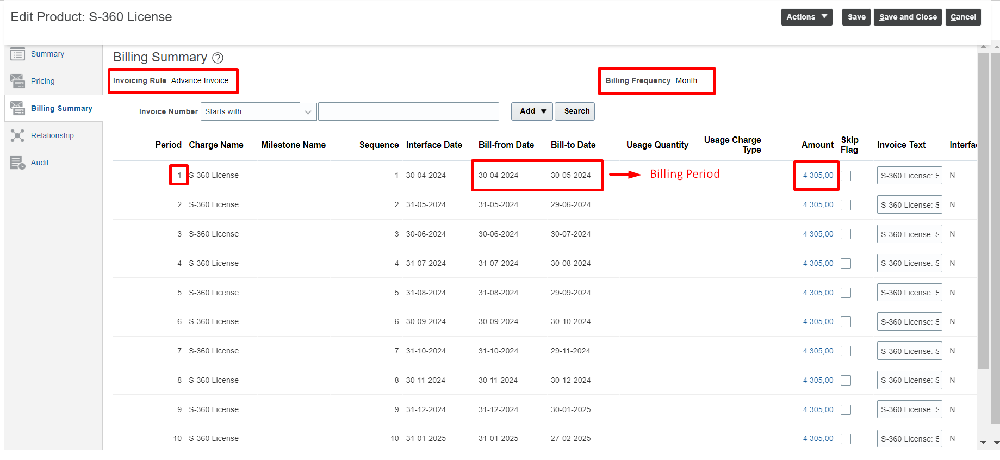 Edit Product: S-360 License
Actions Save Save and Close Cancel
Summary
Pricing
Billing Summary
Relationship
Audit
Billing Summary ?
Invoicing Rule Advance Invoice Billing Frequency Month
Invoice Number Starts with Add Search
Period Charge Name Milestone Name Sequence Interface Date Bill-from Date Bill-to Date Usage Quantity Usage Charge Type Amount Skip Flag Invoice Text Interfa
1 S-360 License 1 30-04-2024 30-04-2024 30-05-2024 Billing Period 4 305,00 S-360 License: S N
2 S-360 License 2 31-05-2024 31-05-2024 29-06-2024 4 305,00 S-360 License: S N
3 S-360 License 3 30-06-2024 30-06-2024 30-07-2024 4 305,00 S-360 License: S N
4 S-360 License 4 31-07-2024 31-07-2024 30-08-2024 4 305,00 S-360 License: S N
5 S-360 License 5 31-08-2024 31-08-2024 29-09-2024 4 305,00 S-360 License: S N
6 S-360 License 6 30-09-2024 30-09-2024 30-10-2024 4 305,00 S-360 License: S N
7 S-360 License 7 31-10-2024 31-10-2024 29-11-2024 4 305,00 S-360 License: S N
8 S-360 License 8 30-11-2024 30-11-2024 30-12-2024 4 305,00 S-360 License: S N
9 S-360 License 9 31-12-2024 31-12-2024 30-01-2025 4 305,00 S-360 License: S N
10 S-360 License 10 31-01-2025 31-01-2025 27-02-2025 4 305,00 S-360 License: S N